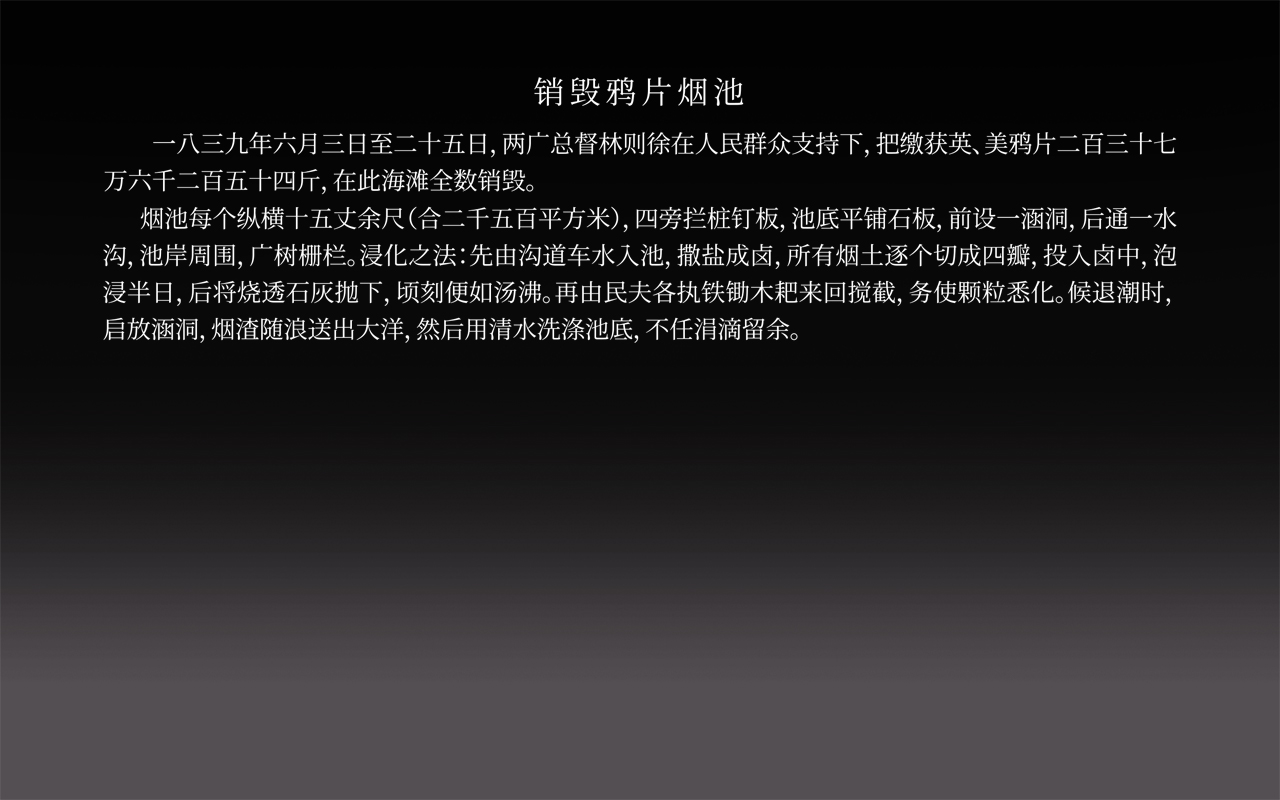 销毁鸦片烟池
一八三九年六月三日至二十五日，两广总督林则徐在人民群众支持下，把缴获英、美鸦片二百三十七
万六千二百五十四斤，在此海滩全数销毁。
烟池每个纵横十五丈余尺（合二千五百平方米），四旁拦桩钉板，池底平铺石板，前设一涵洞，后通一水
沟，池岸周围，广树栅栏。浸化之法：先由沟道车水入池，撒盐成卤，所有烟土逐个切成四瓣，投入卤中，泡
浸半日，后将烧透石灰抛下，顷刻便如汤沸。再由民夫各执铁锄木耙来回搅截，务使颗粒悉化。候退潮时，
启放涵洞，烟渣随浪送出大洋，然后用清水洗涤池底，不任涓滴留余。